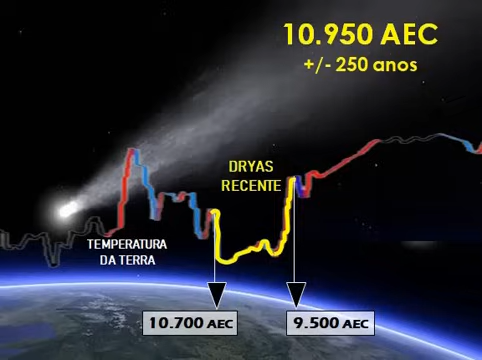 10.950 AEC
+/- 250 anos
DRYAS
RECENTE
TEMPERATURA
DA TERRA
10.700 AEC
9.500 AEC